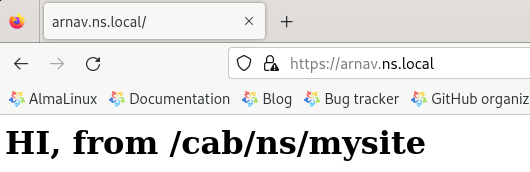 arnav.ns.local/
https://arnav.ns.local
AlmaLinux Documentation Blog Bug tracker GitHub organiz
HI, from /cab/ns/mysite